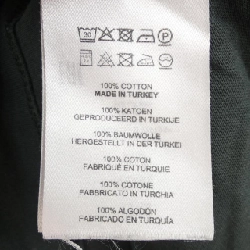 100% COTTON
MADE IN TURKEY
100% KATOEN
GEPRODUCEERD IN TURKIJE
100% BAUMWOLLE
HERGESTELLT IN DER TÜRKEI
100% COTON
FABRIQUÉ EN TURQUIE
100% COTONE
FABBRICATO IN TURCHIA
100% ALGODÓN
FABRICADO EN TURQUÍA